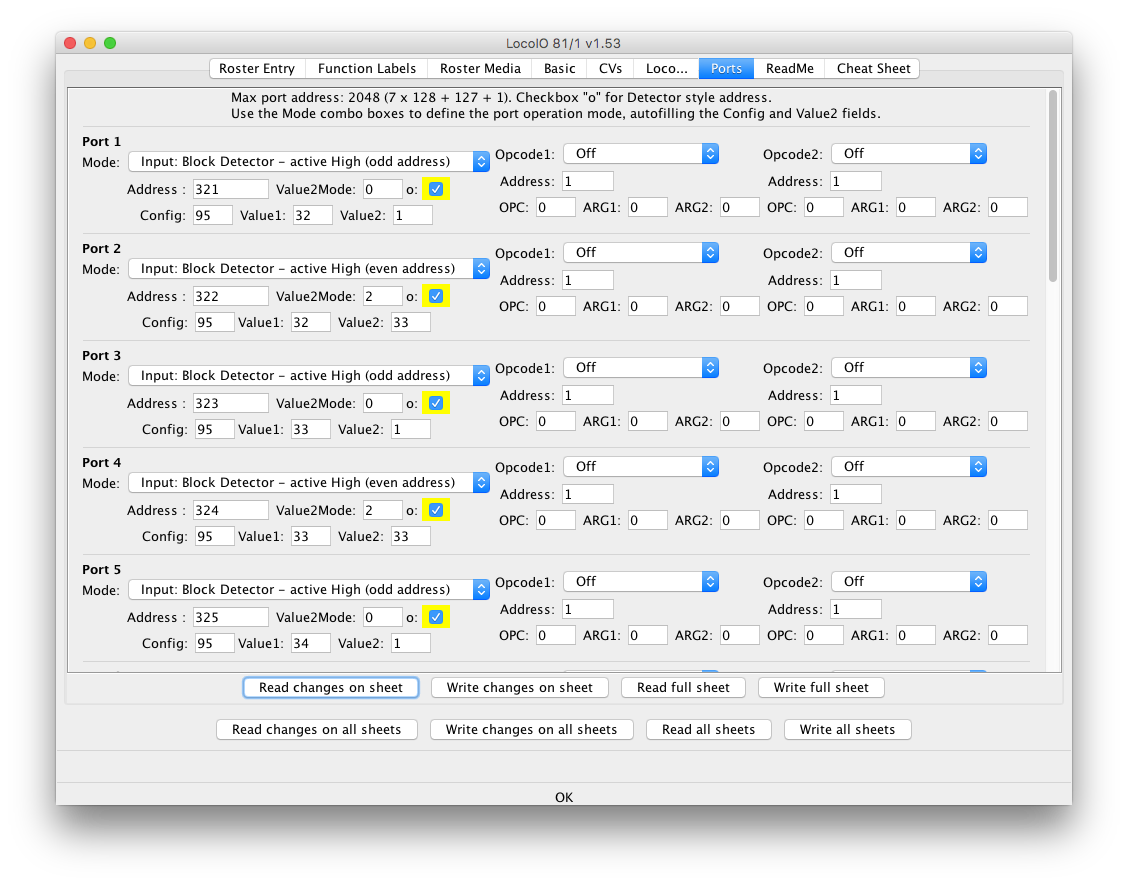 LocoIO 81/1 v1.53
Roster Entry Function Labels Roster Media Basic CVs Loco... Ports ReadMe Cheat Sheet
Max port address: 2048 (7 x 128 + 127 + 1). Checkbox "o" for Detector style address.
Use the Mode combo boxes to define the port operation mode, autofilling the Config and Value2 fields.
Port 1
Mode: Input: Block Detector – active High (odd address) Opcode1: Off Opcode2: Off
Address : 321 Value2Mode: 0 o: Address: 1 Address: 1
Config: 95 Value1: 32 Value2: 1 OPC: 0 ARG1: 0 ARG2: 0 OPC: 0 ARG1: 0 ARG2: 0
Port 2
Mode: Input: Block Detector – active High (even address) Opcode1: Off Opcode2: Off
Address : 322 Value2Mode: 2 o: Address: 1 Address: 1
Config: 95 Value1: 32 Value2: 33 OPC: 0 ARG1: 0 ARG2: 0 OPC: 0 ARG1: 0 ARG2: 0
Port 3
Mode: Input: Block Detector – active High (odd address) Opcode1: Off Opcode2: Off
Address : 323 Value2Mode: 0 o: Address: 1 Address: 1
Config: 95 Value1: 33 Value2: 1 OPC: 0 ARG1: 0 ARG2: 0 OPC: 0 ARG1: 0 ARG2: 0
Port 4
Mode: Input: Block Detector – active High (even address) Opcode1: Off Opcode2: Off
Address : 324 Value2Mode: 2 o: Address: 1 Address: 1
Config: 95 Value1: 33 Value2: 33 OPC: 0 ARG1: 0 ARG2: 0 OPC: 0 ARG1: 0 ARG2: 0
Port 5
Mode: Input: Block Detector – active High (odd address) Opcode1: Off Opcode2: Off
Address : 325 Value2Mode: 0 o: Address: 1 Address: 1
Config: 95 Value1: 34 Value2: 1 OPC: 0 ARG1: 0 ARG2: 0 OPC: 0 ARG1: 0 ARG2: 0
Read changes on sheet Write changes on sheet Read full sheet Write full sheet
Read changes on all sheets Write changes on all sheets Read all sheets Write all sheets
OK